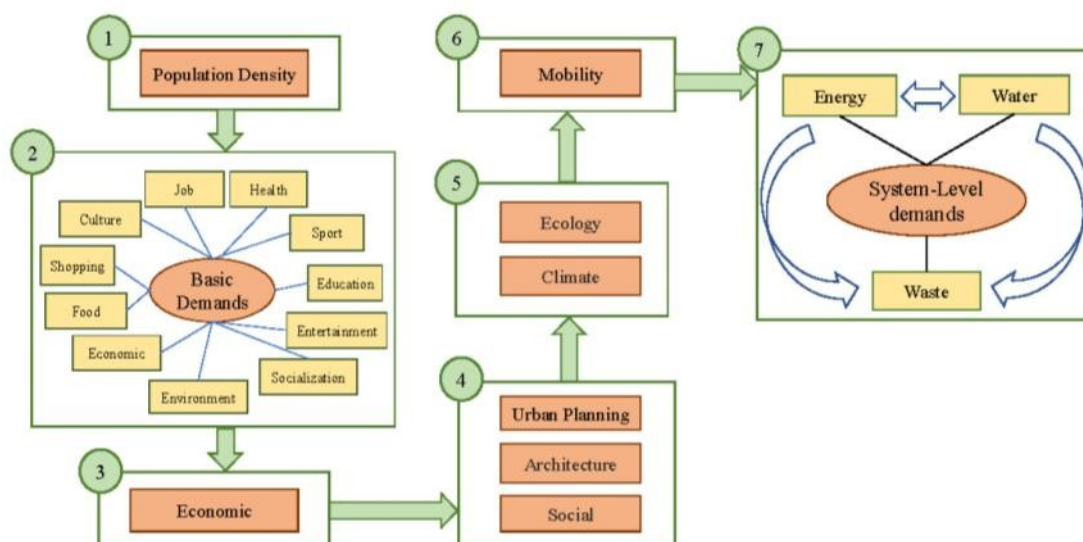 1
Population Density
2
Job
Health
Culture
Sport
Shopping
Basic
Demands
Education
Food
Entertainment
Economic
Socialization
Environment
3
Economic
4
Urban Planning
Architecture
Social
5
Ecology
Climate
6
Mobility
7
Energy
Water
System-Level
demands
Waste